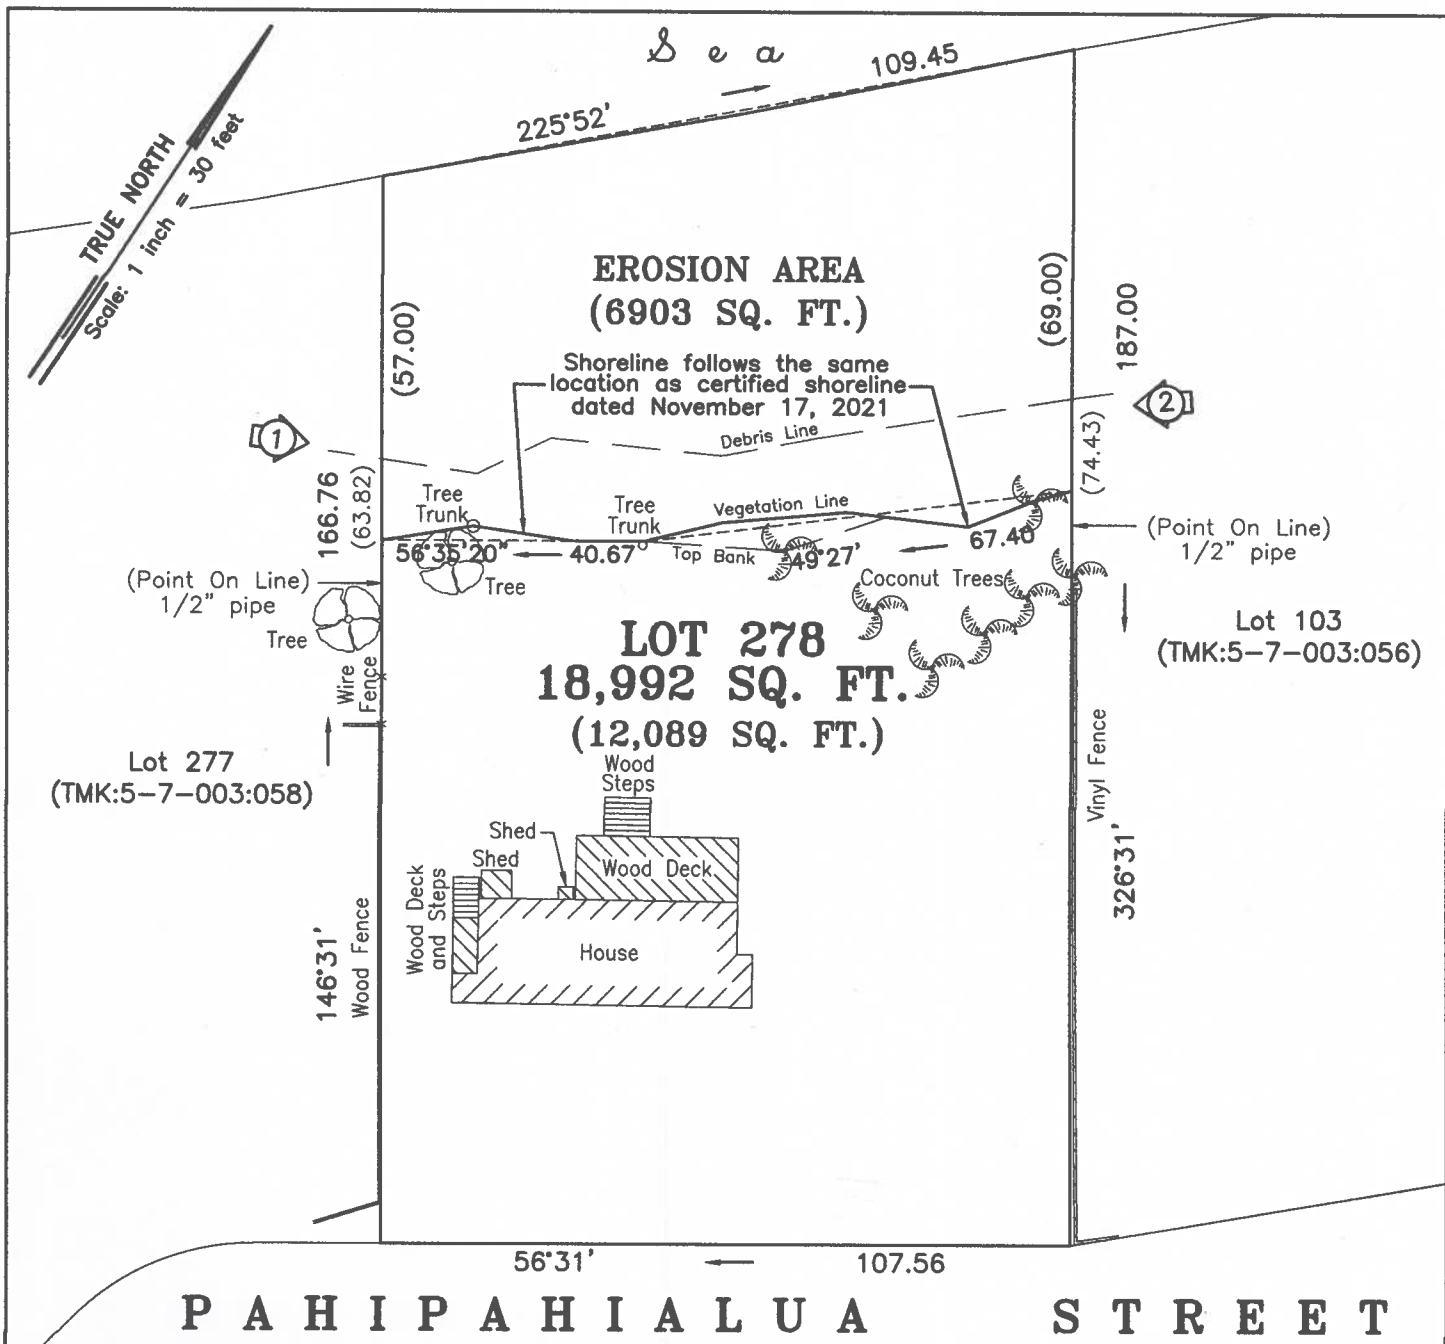 Sea
109.45
225°52'
TRUE NORTH
Scale: 1 inch = 30 feet
EROSION AREA
(6903 SQ. FT.)
(57.00)
(69.00)
187.00
Shoreline follows the same
location as certified shoreline
dated November 17, 2021
1
2
Debris Line
166.76
(63.82)
(74.43)
Tree
Trunk
Tree
Trunk
Vegetation Line
56°35'20"
40.67
Top Bank
49°27'
67.40
(Point On Line)
1/2" pipe
(Point On Line)
1/2" pipe
Tree
Tree
Coconut Trees
LOT 278
18,992 SQ. FT.
(12,089 SQ. FT.)
Lot 103
(TMK:5-7-003:056)
Wire
Fence
Lot 277
(TMK:5-7-003:058)
Vinyl Fence
326°31'
Wood
Steps
Shed
Shed
Wood Deck
Wood Deck
and Steps
House
146°31'
Wood Fence
56°31'
107.56
PAHIPAHIALUA STREET